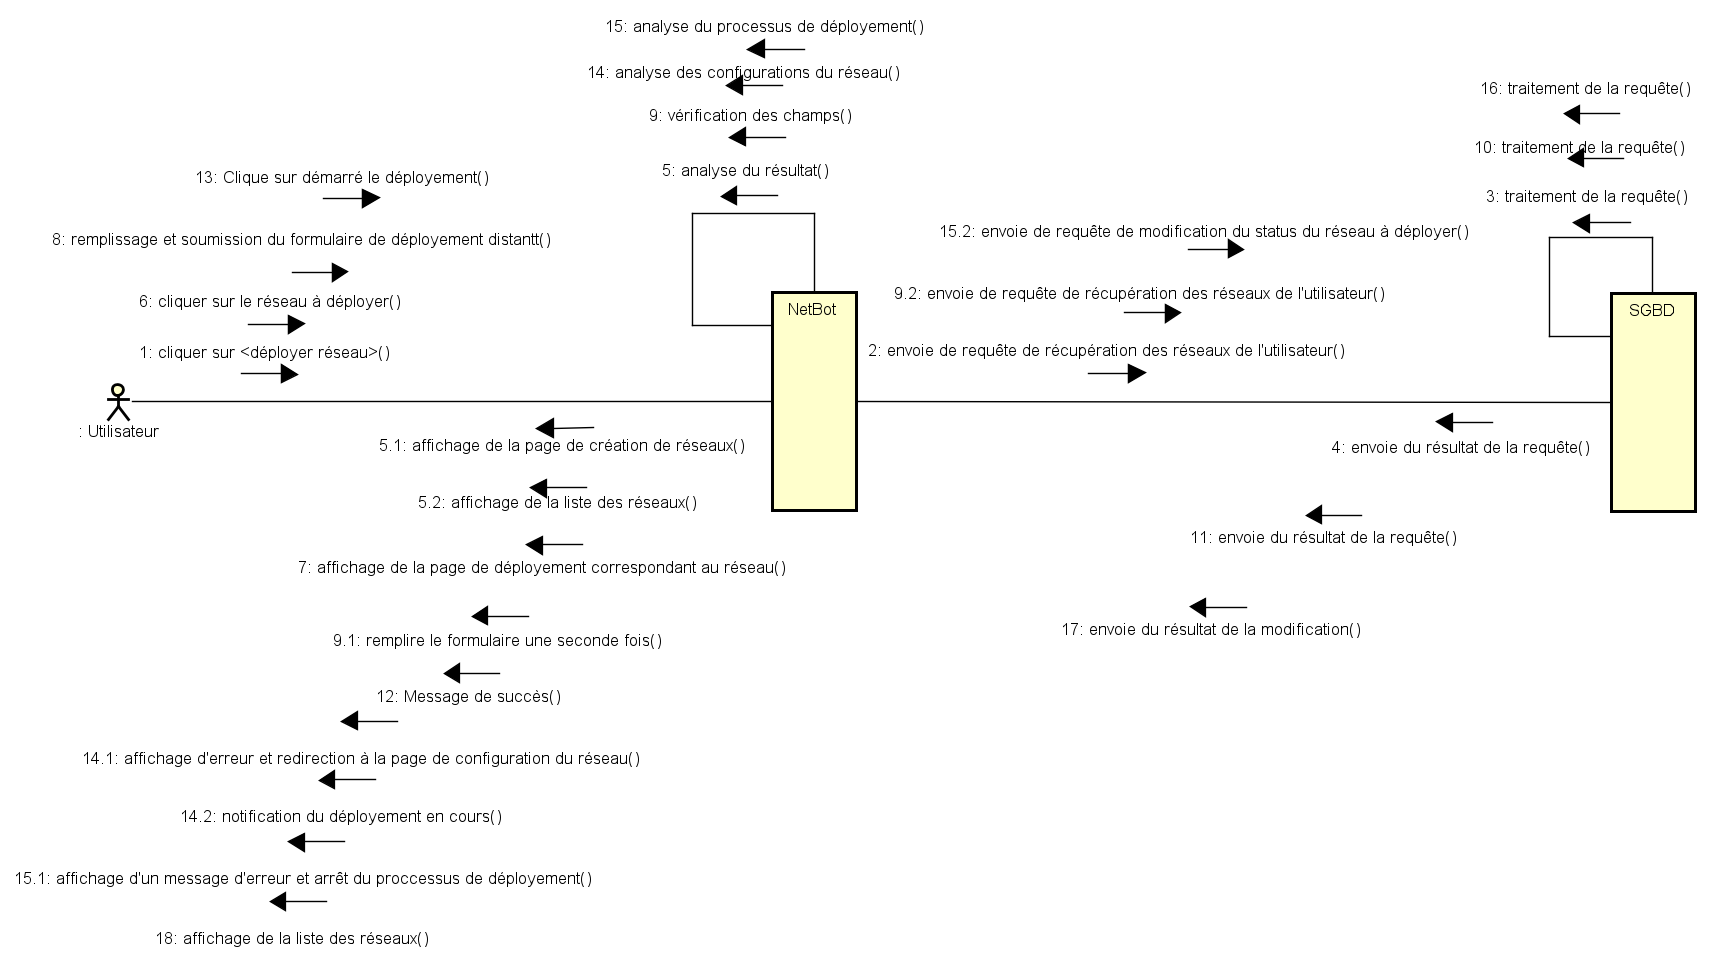 15: analyse du processus de déployement()
14: analyse des configurations du réseau()
9: vérification des champs()
5: analyse du résultat()
16: traitement de la requête()
10: traitement de la requête()
3: traitement de la requête()
13: Clique sur démarré le déployement()
8: remplissage et soumission du formulaire de déployement distantt()
6: cliquer sur le réseau à déployer()
1: cliquer sur <déployer réseau>()
15.2: envoie de requête de modification du status du réseau à déployer()
9.2: envoie de requête de récupération des réseaux de l'utilisateur()
2: envoie de requête de récupération des réseaux de l'utilisateur()
NetBot
SGBD
: Utilisateur
5.1: affichage de la page de création de réseaux()
5.2: affichage de la liste des réseaux()
7: affichage de la page de déployement correspondant au réseau()
9.1: remplire le formulaire une seconde fois()
12: Message de succès()
14.1: affichage d'erreur et redirection à la page de configuration du réseau()
14.2: notification du déployement en cours()
15.1: affichage d'un message d'erreur et arrêt du proccessus de déployement()
18: affichage de la liste des réseaux()
4: envoie du résultat de la requête()
11: envoie du résultat de la requête()
17: envoie du résultat de la modification()